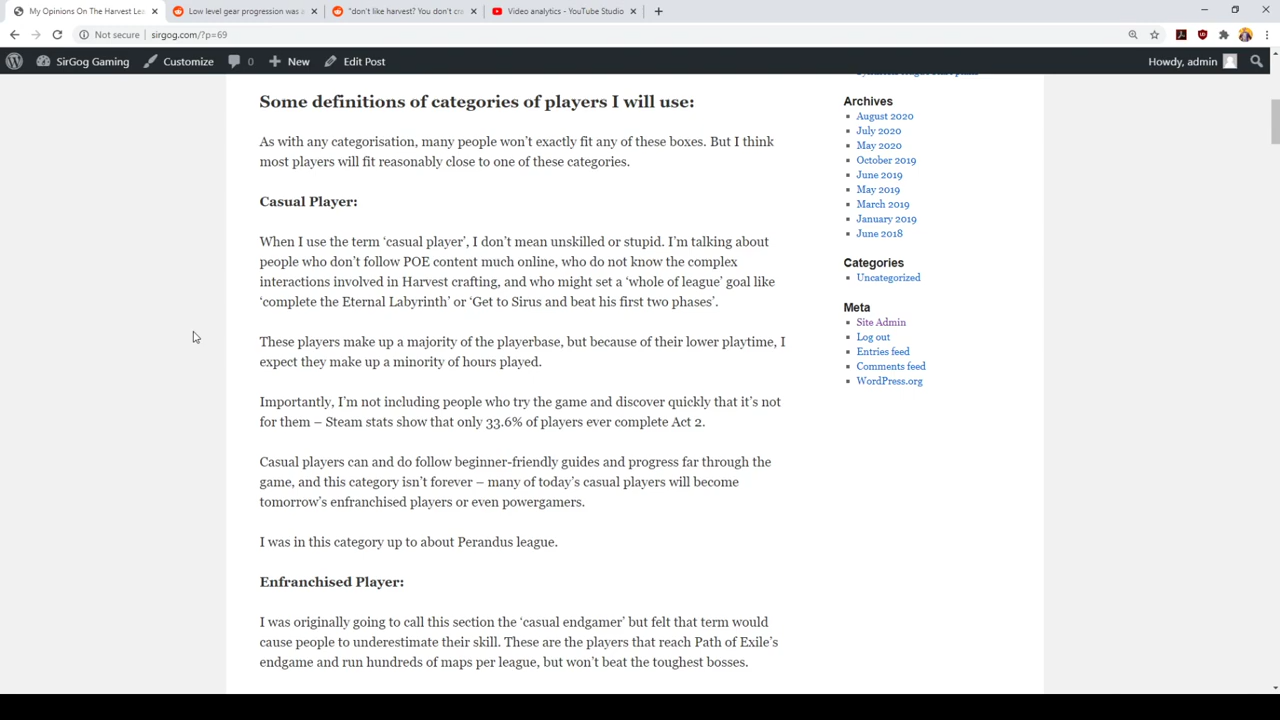 My Opinions On The Harvest Lea
Low level gear progression was a
"don't like harvest? You don't cr
Video analytics - YouTube Studio
Not secure sirgog.com/?p=69
SirGog Gaming Customize 0 New Edit Post Howdy, admin
Some definitions of categories of players I will use:
As with any categorisation, many people won't exactly fit any of these boxes. But I think
most players will fit reasonably close to one of these categories.
Casual Player:
When I use the term 'casual player', I don't mean unskilled or stupid. I'm talking about
people who don't follow POE content much online, who do not know the complex
interactions involved in Harvest crafting, and who might set a 'whole of league' goal like
'complete the Eternal Labyrinth' or 'Get to Sirus and beat his first two phases'.
These players make up a majority of the playerbase, but because of their lower playtime, I
expect they make up a minority of hours played.
Importantly, I'm not including people who try the game and discover quickly that it's not
for them – Steam stats show that only 33.6% of players ever complete Act 2.
Casual players can and do follow beginner-friendly guides and progress far through the
game, and this category isn't forever – many of today's casual players will become
tomorrow's enfranchised players or even powergamers.
I was in this category up to about Perandus league.
Enfranchised Player:
I was originally going to call this section the 'casual endgamer' but felt that term would
cause people to underestimate their skill. These are the players that reach Path of Exile's
endgame and run hundreds of maps per league, but won't beat the toughest bosses.
Archives
August 2020
July 2020
May 2020
October 2019
June 2019
May 2019
March 2019
January 2019
June 2018
Categories
Uncategorized
Meta
Site Admin
Log out
Entries feed
Comments feed
WordPress.org